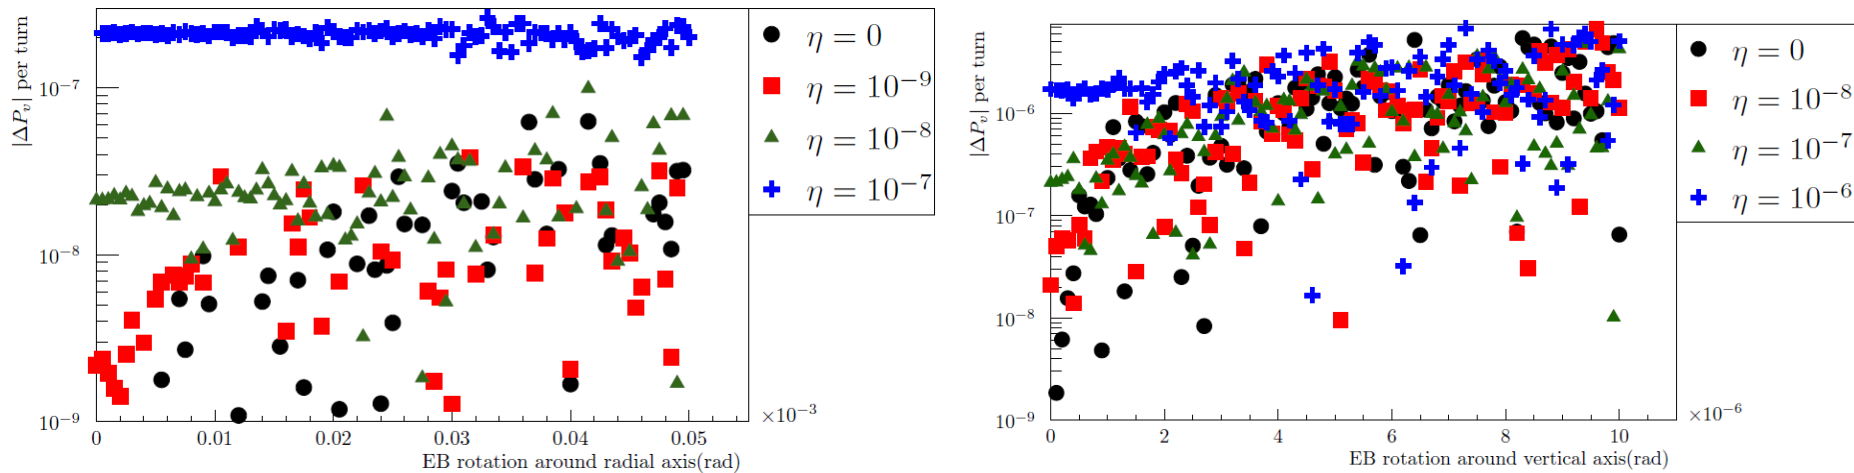 |ΔPᵥ| per turn
10⁻⁷
10⁻⁸
10⁻⁹
0
0.01
0.02
0.03
0.04
0.05
×10⁻³
EB rotation around radial axis(rad)
η = 0
η = 10⁻⁹
η = 10⁻⁸
η = 10⁻⁷
|ΔPᵥ| per turn
10⁻⁶
10⁻⁷
10⁻⁸
10⁻⁹
0
2
4
6
8
10
×10⁻⁶
EB rotation around vertical axis(rad)
η = 0
η = 10⁻⁸
η = 10⁻⁷
η = 10⁻⁶